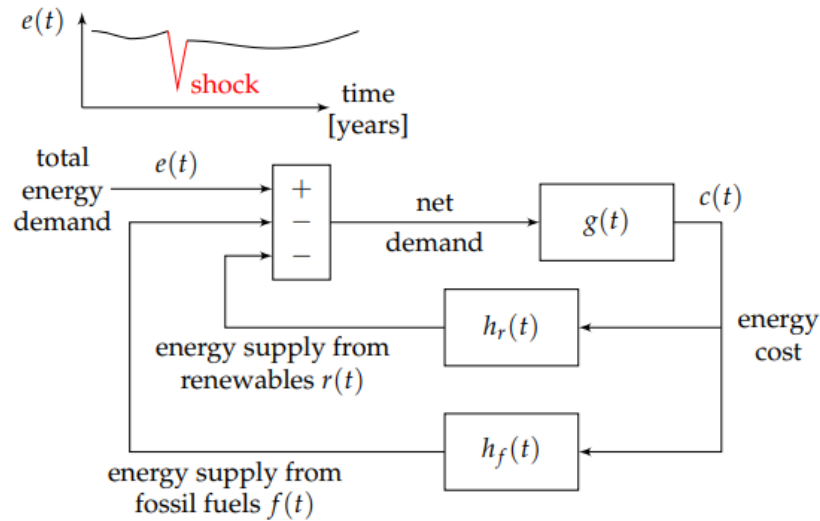 e(t)
shock
time
[years]
total
energy
demand
e(t)
+
−
−
net
demand
g(t)
c(t)
h_r(t)
energy
cost
energy supply from
renewables r(t)
h_f(t)
energy supply from
fossil fuels f(t)